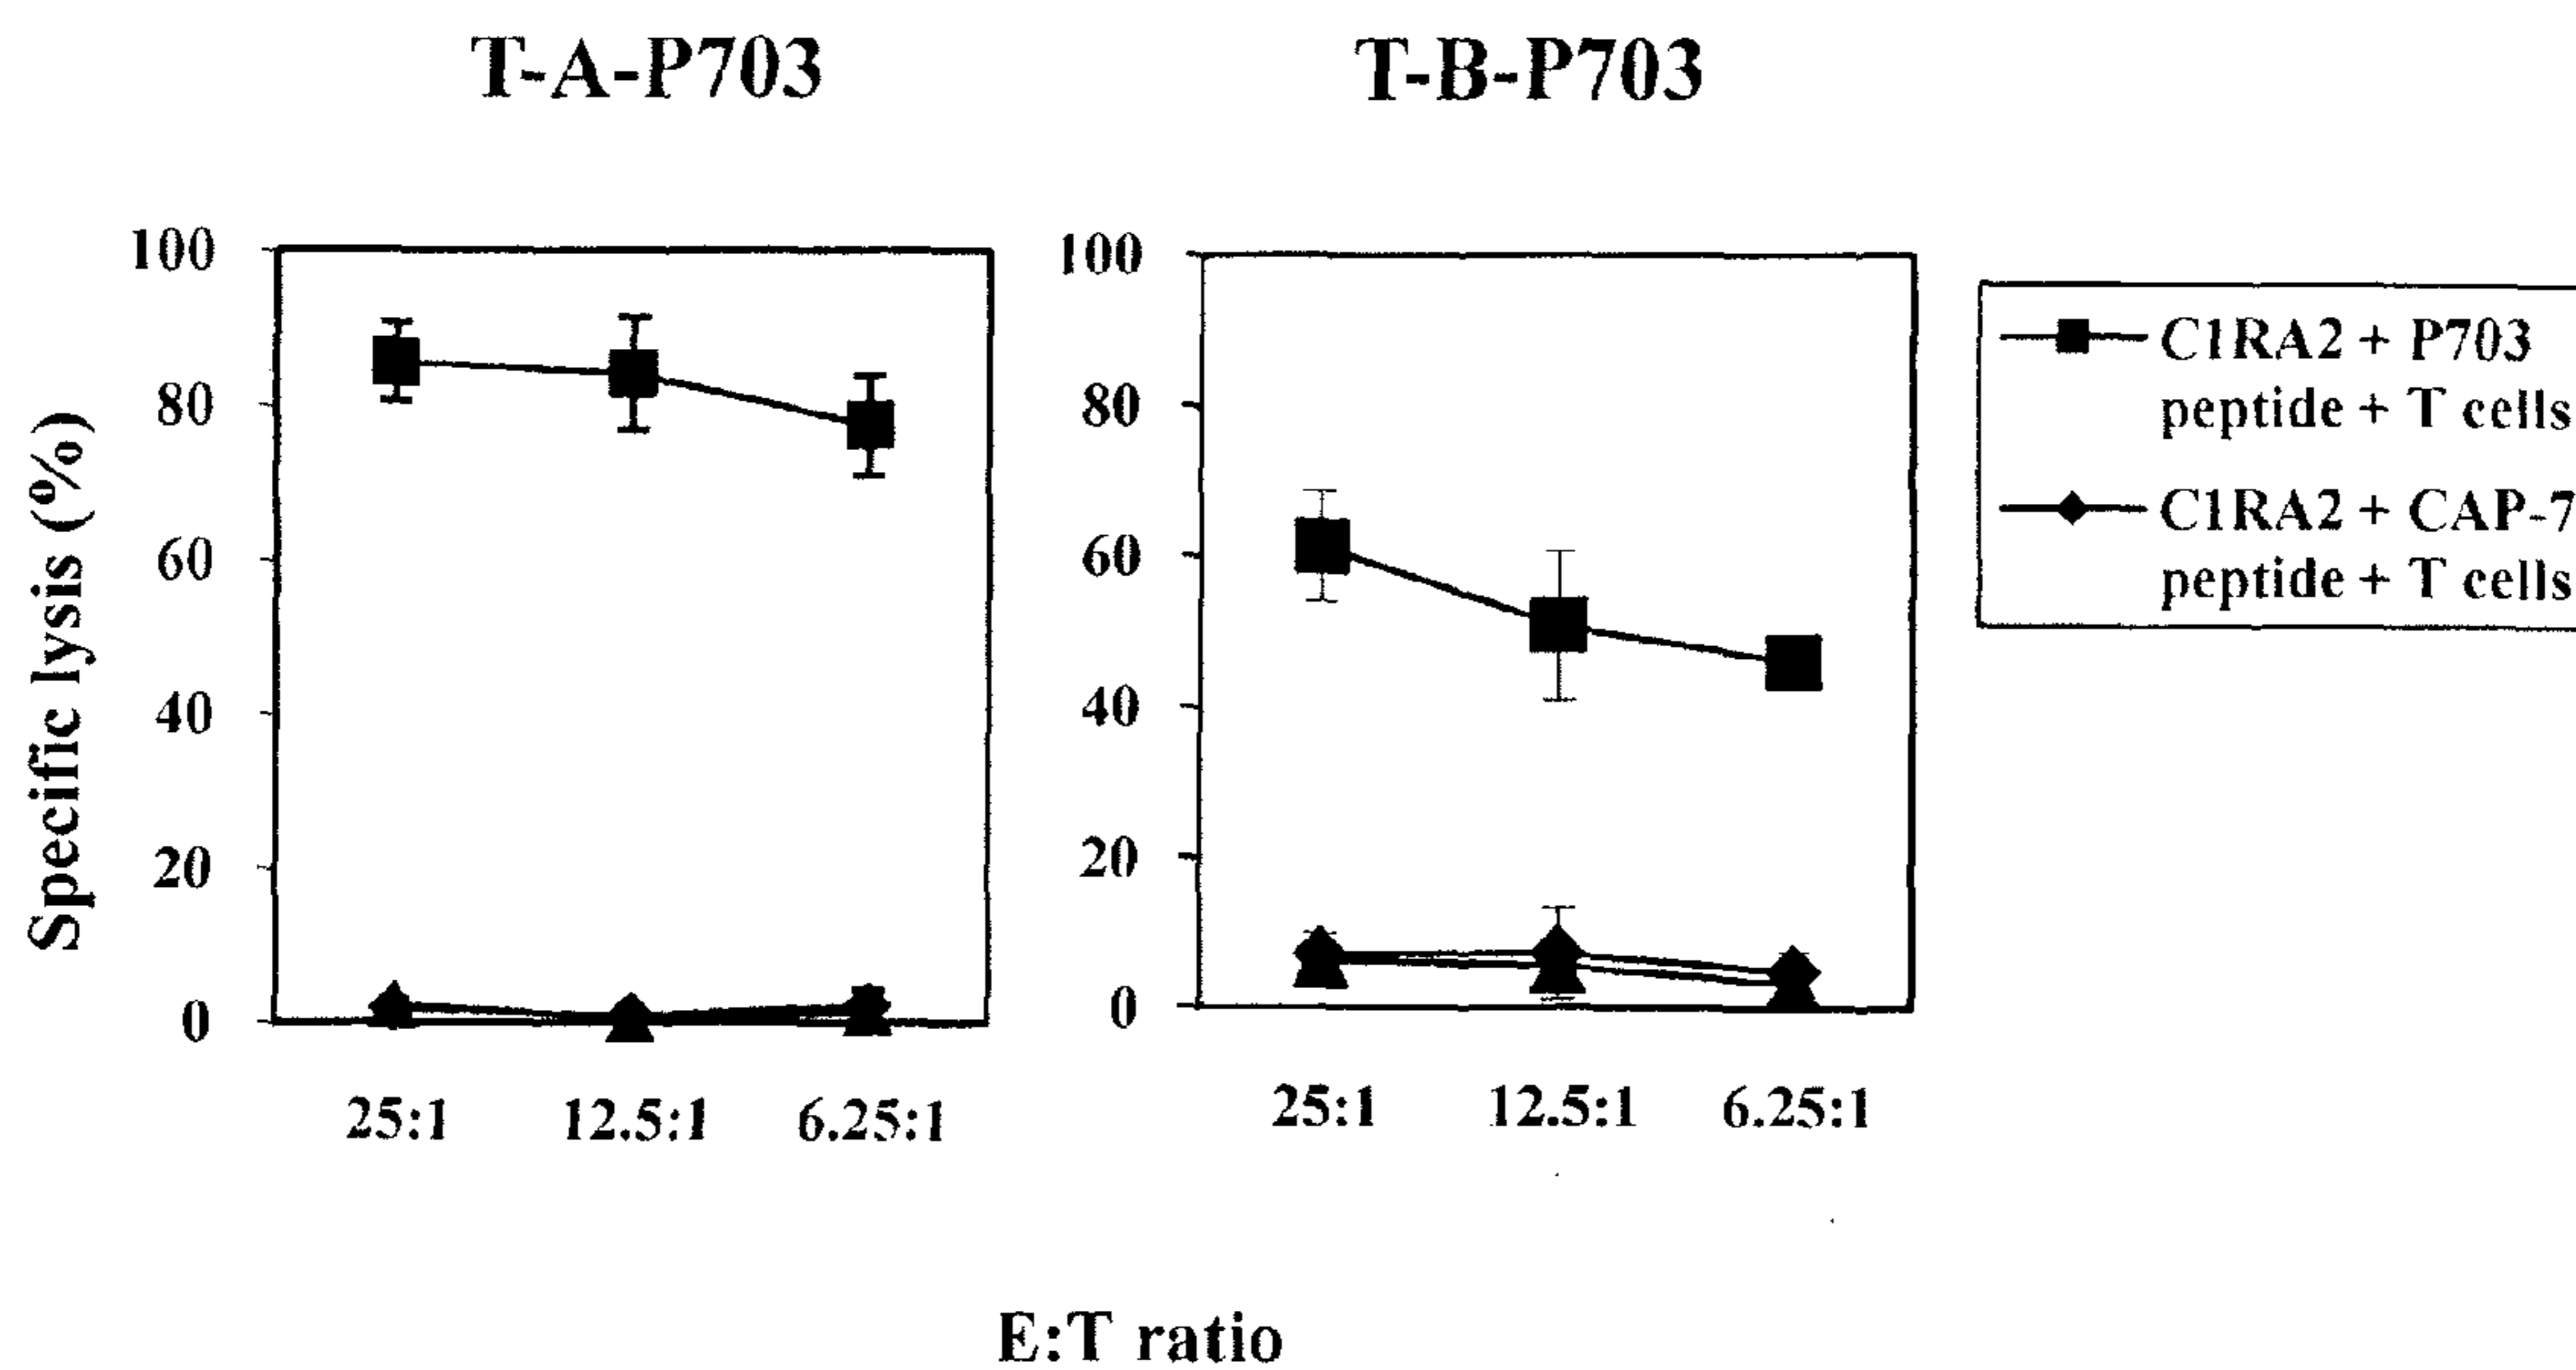 T-A-P703
T-B-P703
Specific lysis (%)
100
80
60
40
20
0
25:1 12.5:1 6.25:1
100
80
60
40
20
0
25:1 12.5:1 6.25:1
C1RA2 + P703
peptide + T cells
C1RA2 + CAP-7
peptide + T cells
E:T ratio